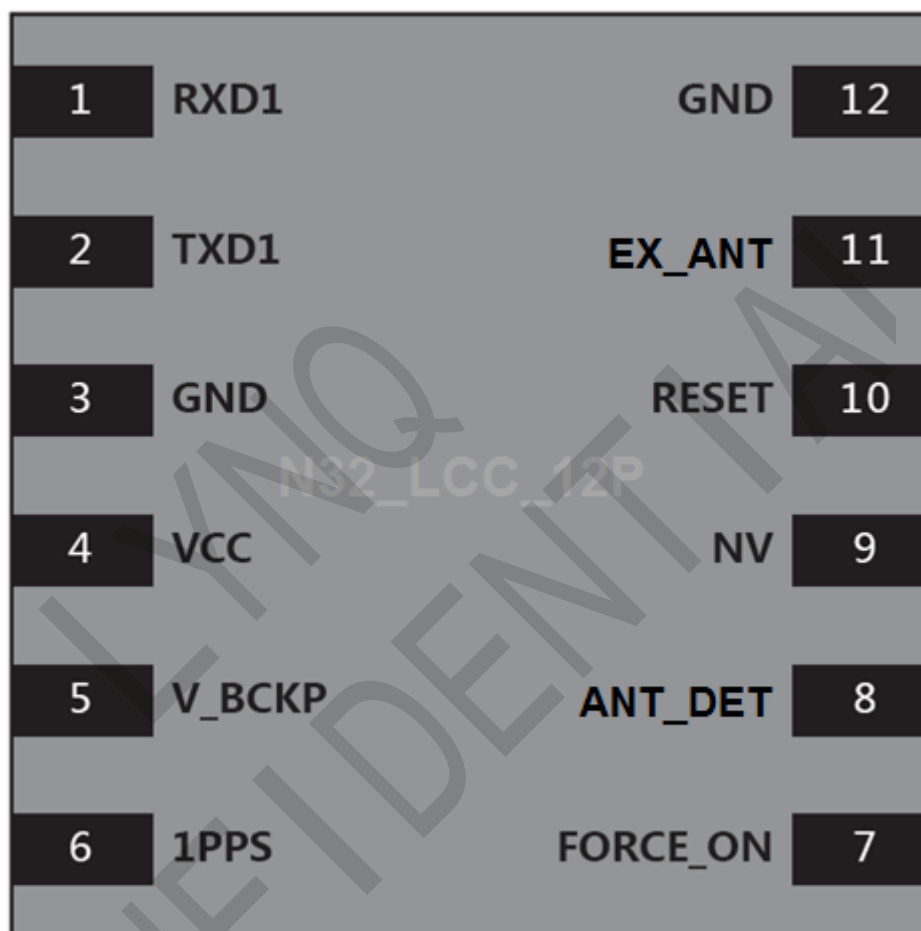 1 RXD1 GND 12
2 TXD1 EX_ANT 11
3 GND RESET 10
N32_LCC_12P
4 VCC NV 9
5 V_BCKP ANT_DET 8
6 1PPS FORCE_ON 7
LYNQ